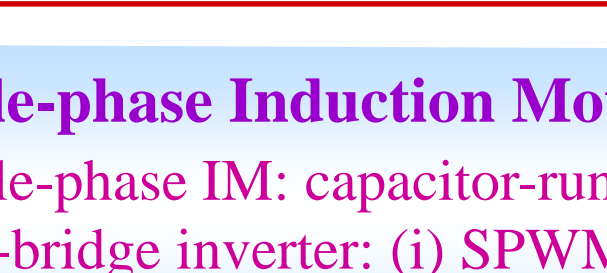 le-phase Induction Mot
le-phase IM: capacitor-run
-bridge inverter: (i) SPWM